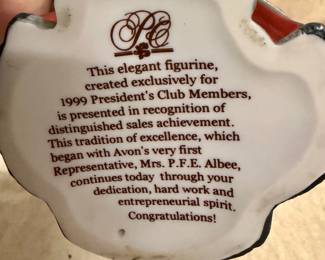 PC
This elegant figurine,
created exclusively for
1999 President's Club Members,
is presented in recognition of
distinguished sales achievement.
This tradition of excellence, which
began with Avon's very first
Representative, Mrs. P.F.E. Albee,
continues today through your
dedication, hard work and
entrepreneurial spirit.
Congratulations!